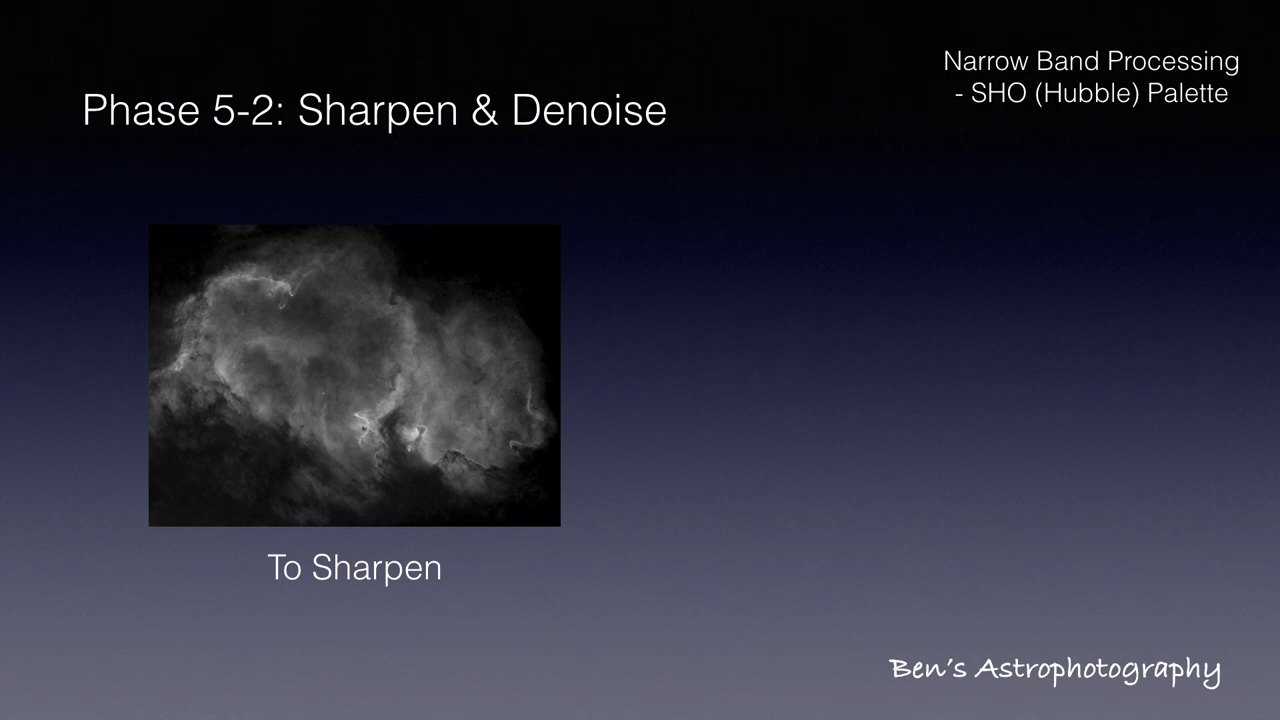 Narrow Band Processing
- SHO (Hubble) Palette
Phase 5-2: Sharpen & Denoise
To Sharpen
Ben's Astrophotography